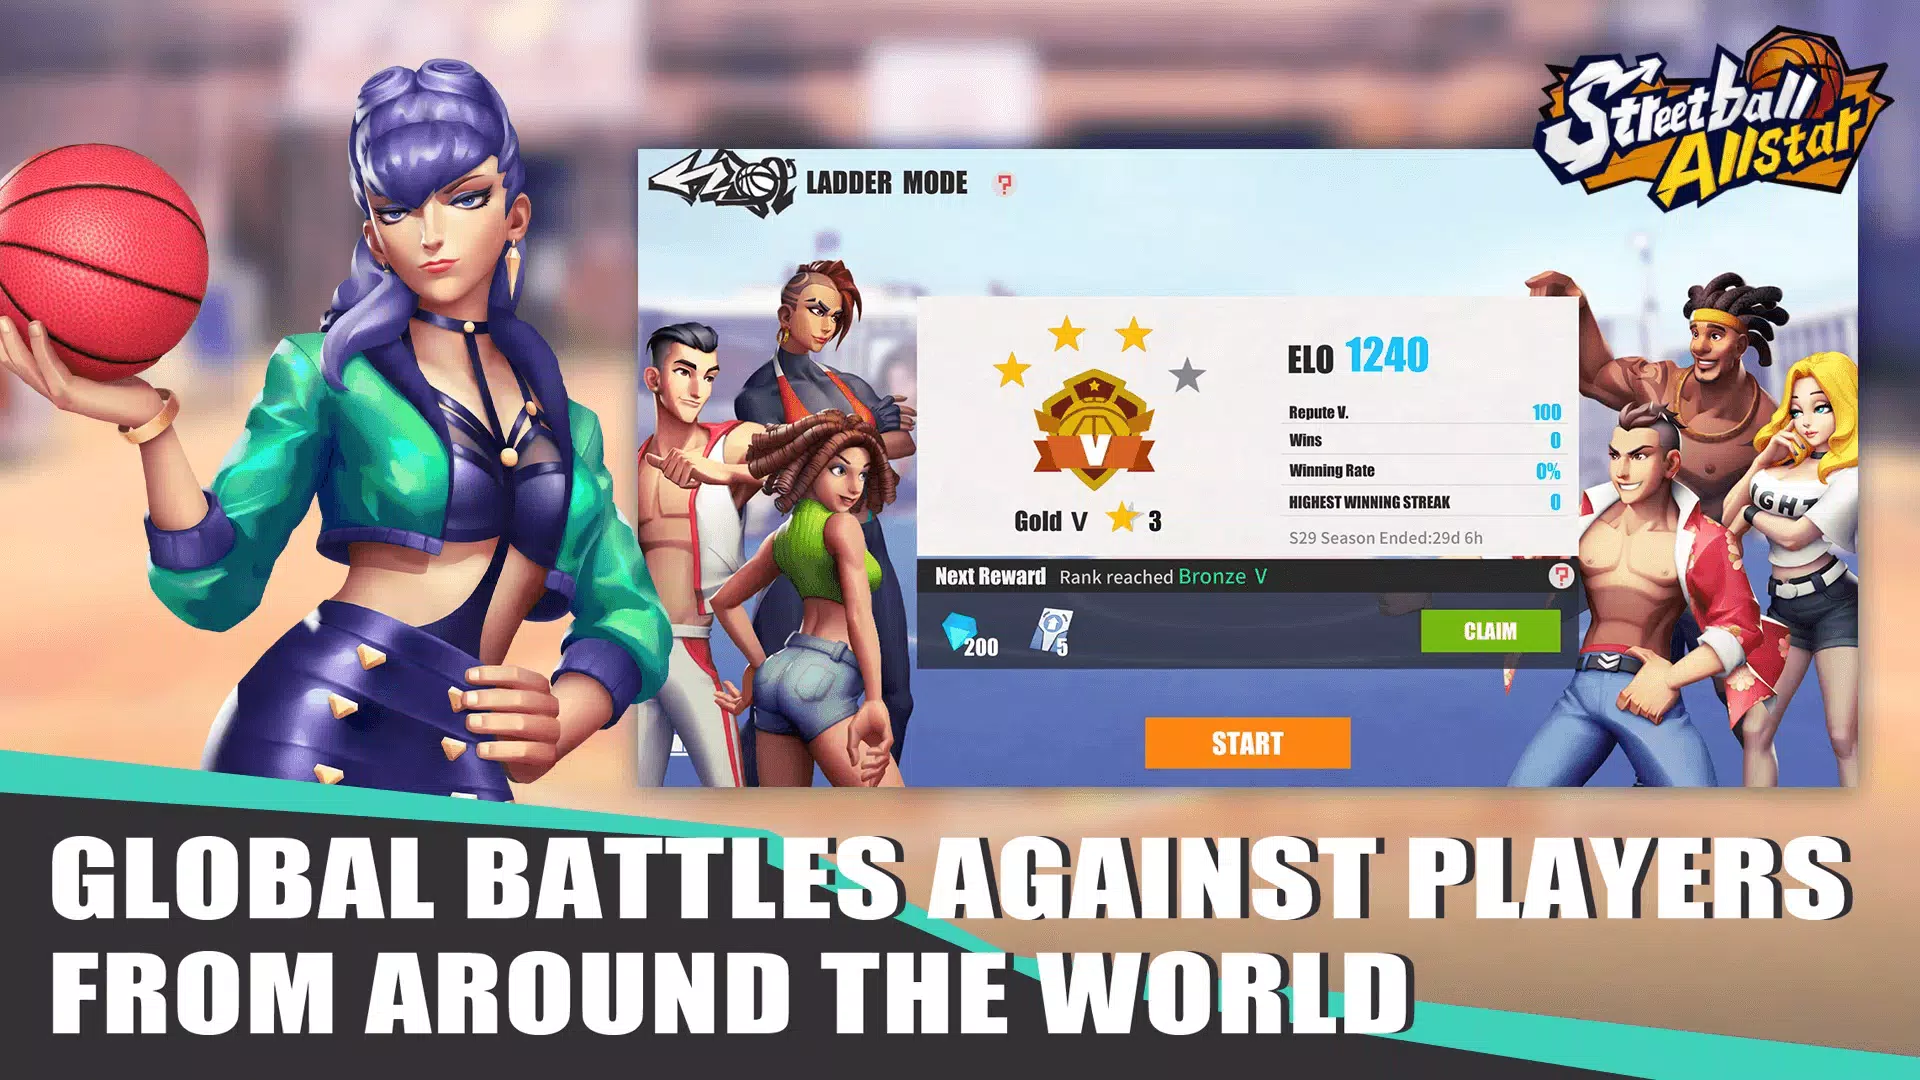 Streetball
Allstar
LADDER MODE ?
ELO 1240
Repute V. 100
Wins 0
Winning Rate 0%
HIGHEST WINNING STREAK 0
S29 Season Ended:29d 6h
V
Gold V 3
Next Reward Rank reached Bronze V ?
200 5
CLAIM
START
GLOBAL BATTLES AGAINST PLAYERS
FROM AROUND THE WORLD